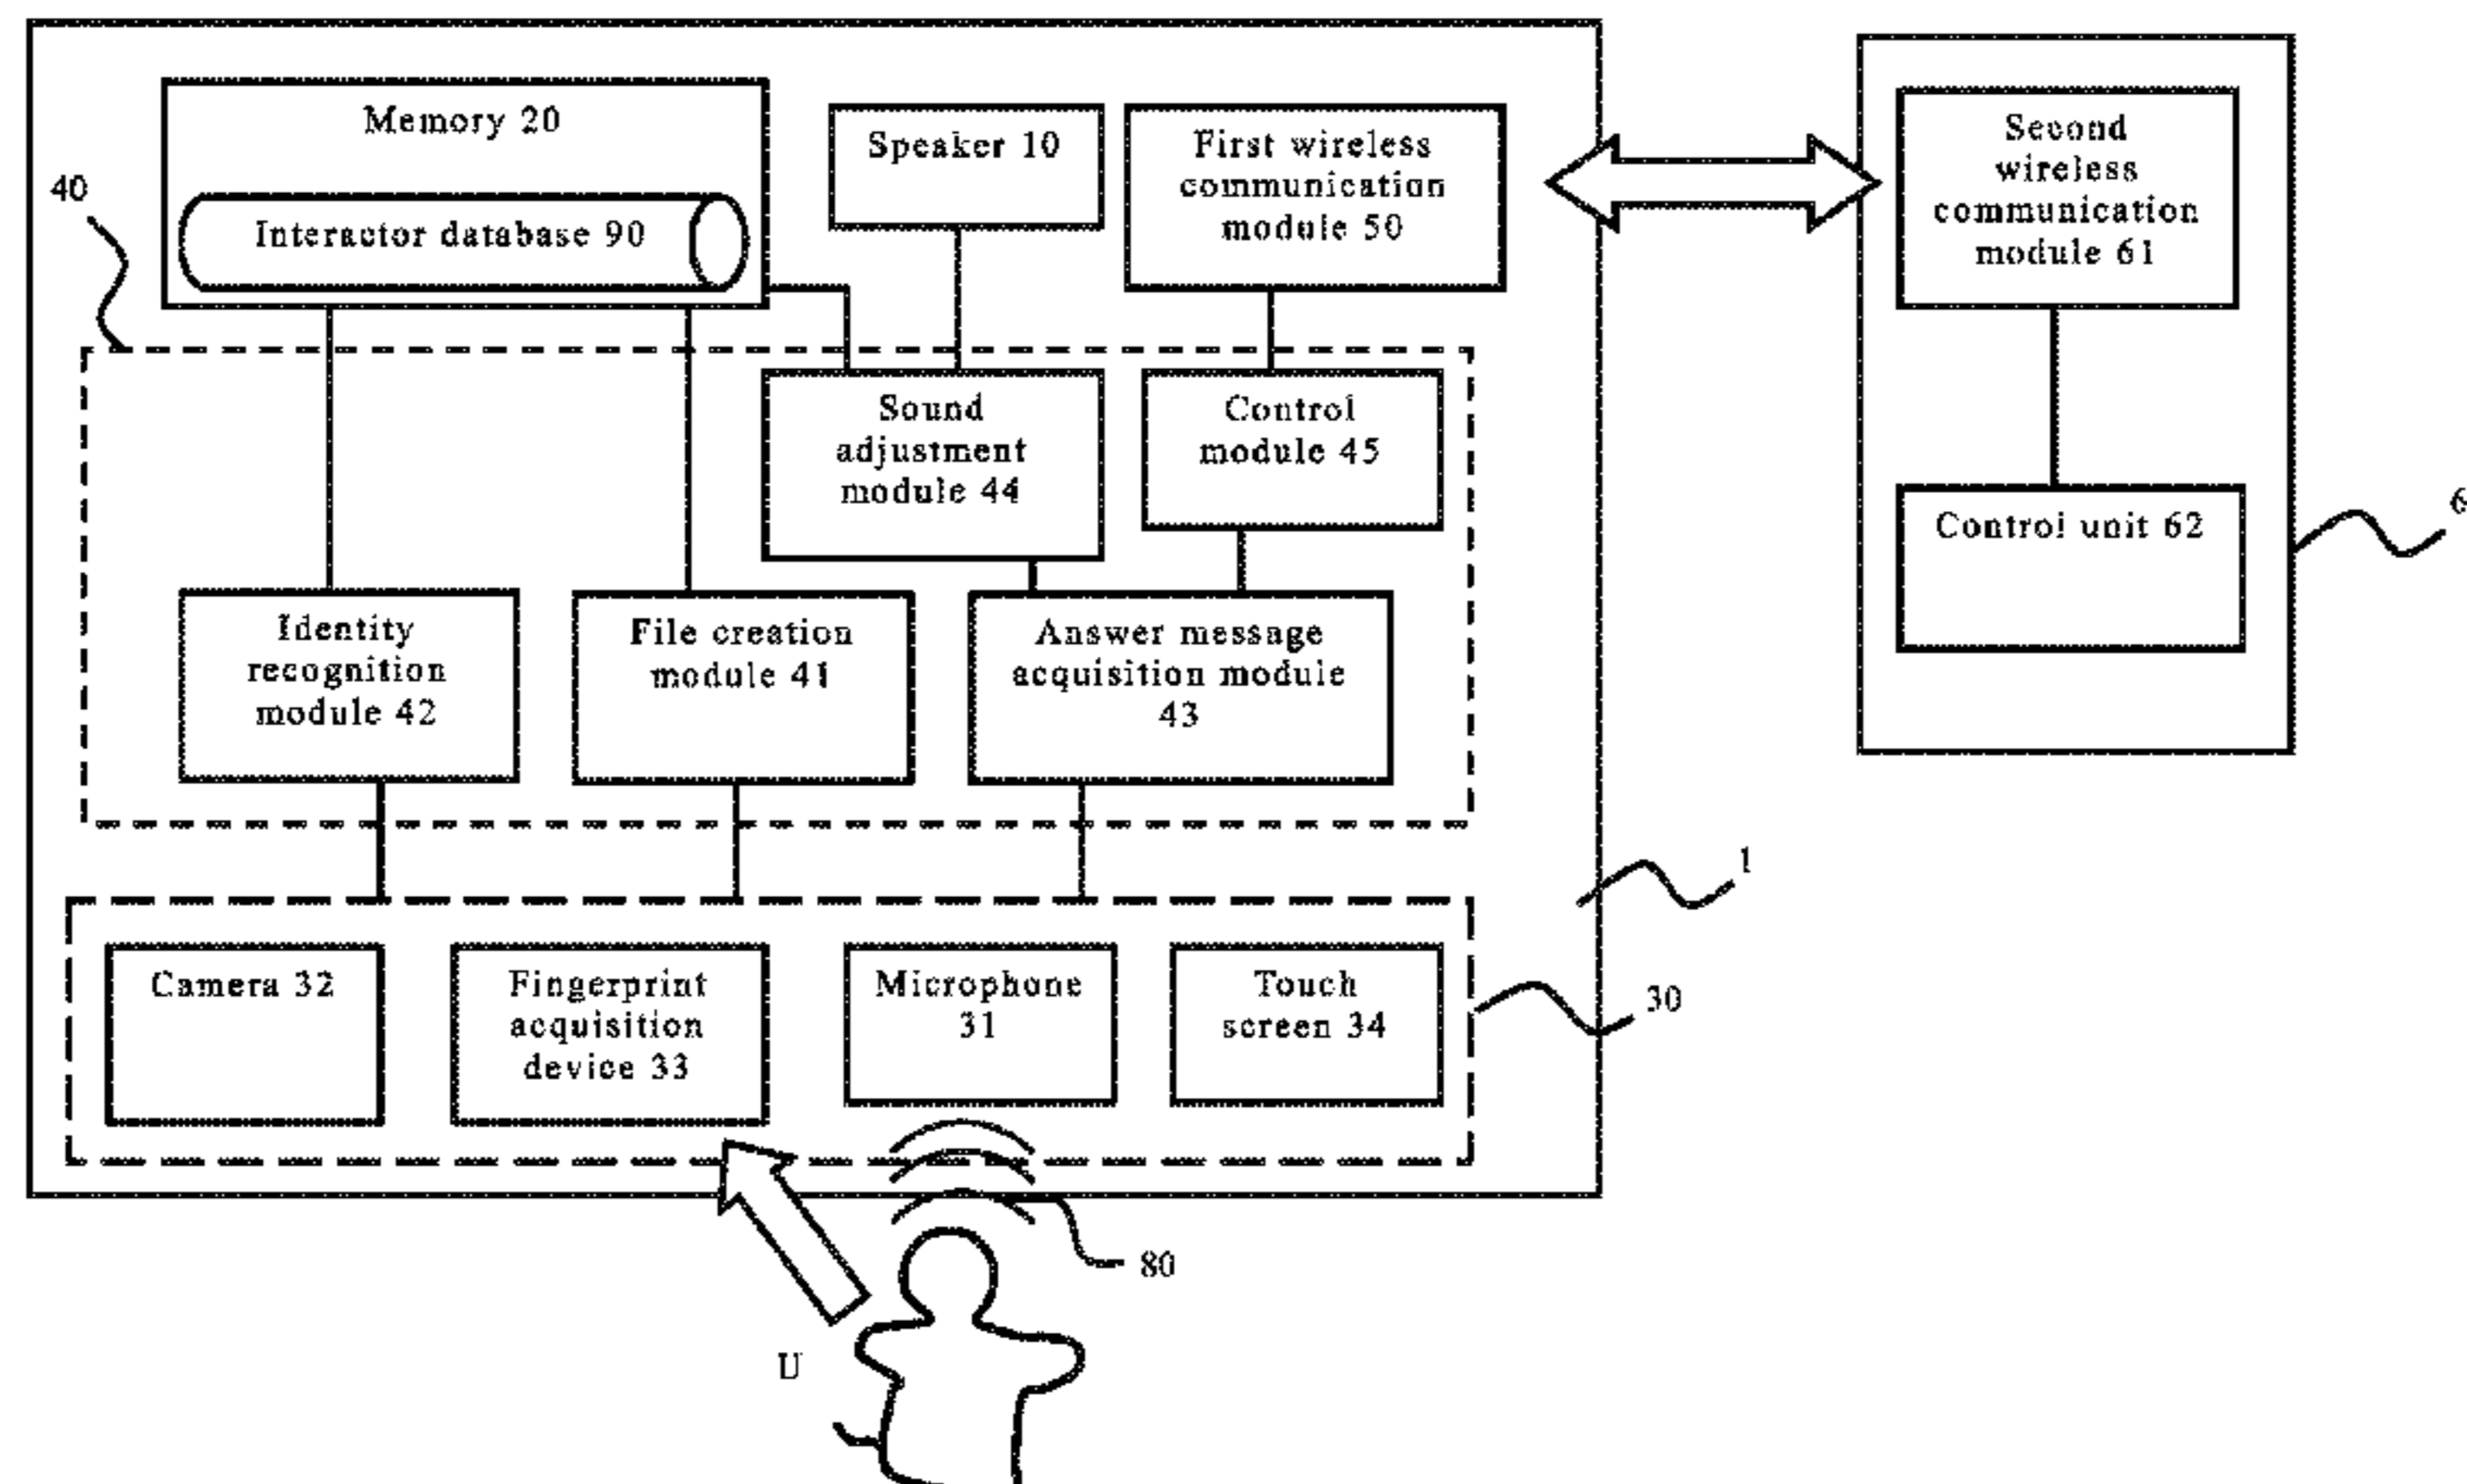 Memory 20
Interactor database 90
Speaker 10
First wireless
communication
module 50
Second
wireless
communication
module 61
40
Sound
adjustment
module 44
Control
module 45
Control unit 62
6
Identity
recognition
module 42
File creation
module 41
Answer message
acquisition module
43
1
Camera 32
Fingerprint
acquisition
device 33
Microphone
31
Touch
screen 34
30
80
U